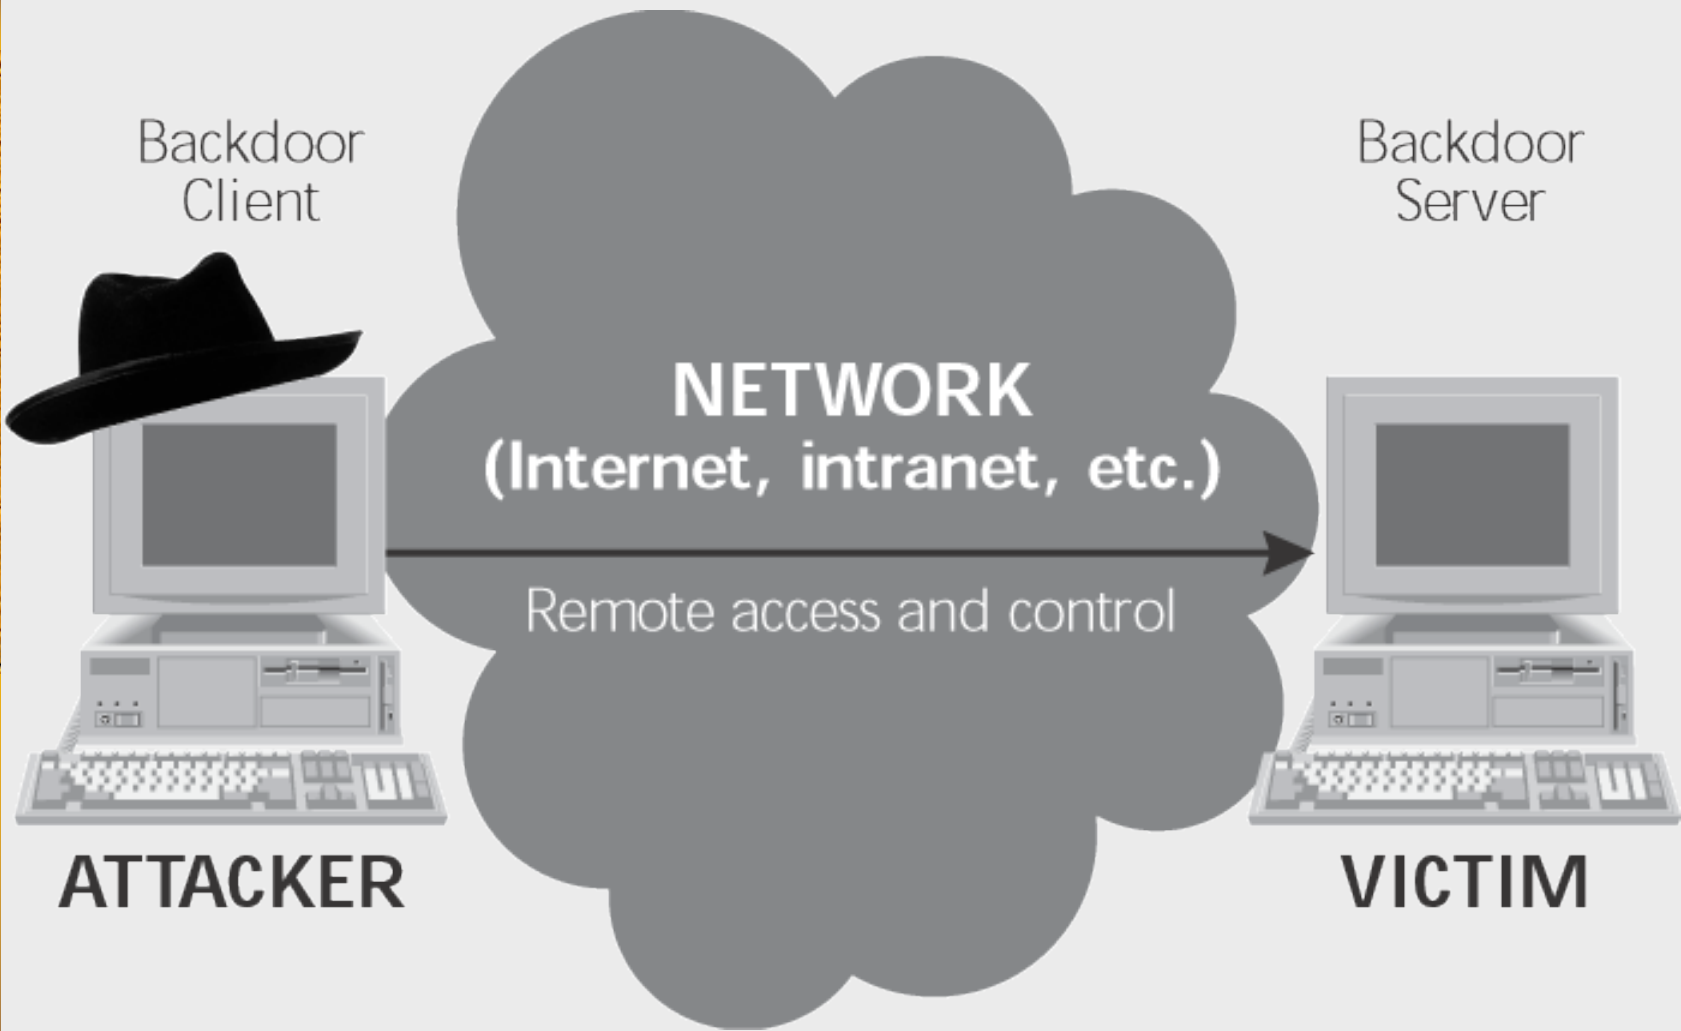 Backdoor
Client
Backdoor
Server
NETWORK
(Internet, intranet, etc.)
Remote access and control
ATTACKER
VICTIM